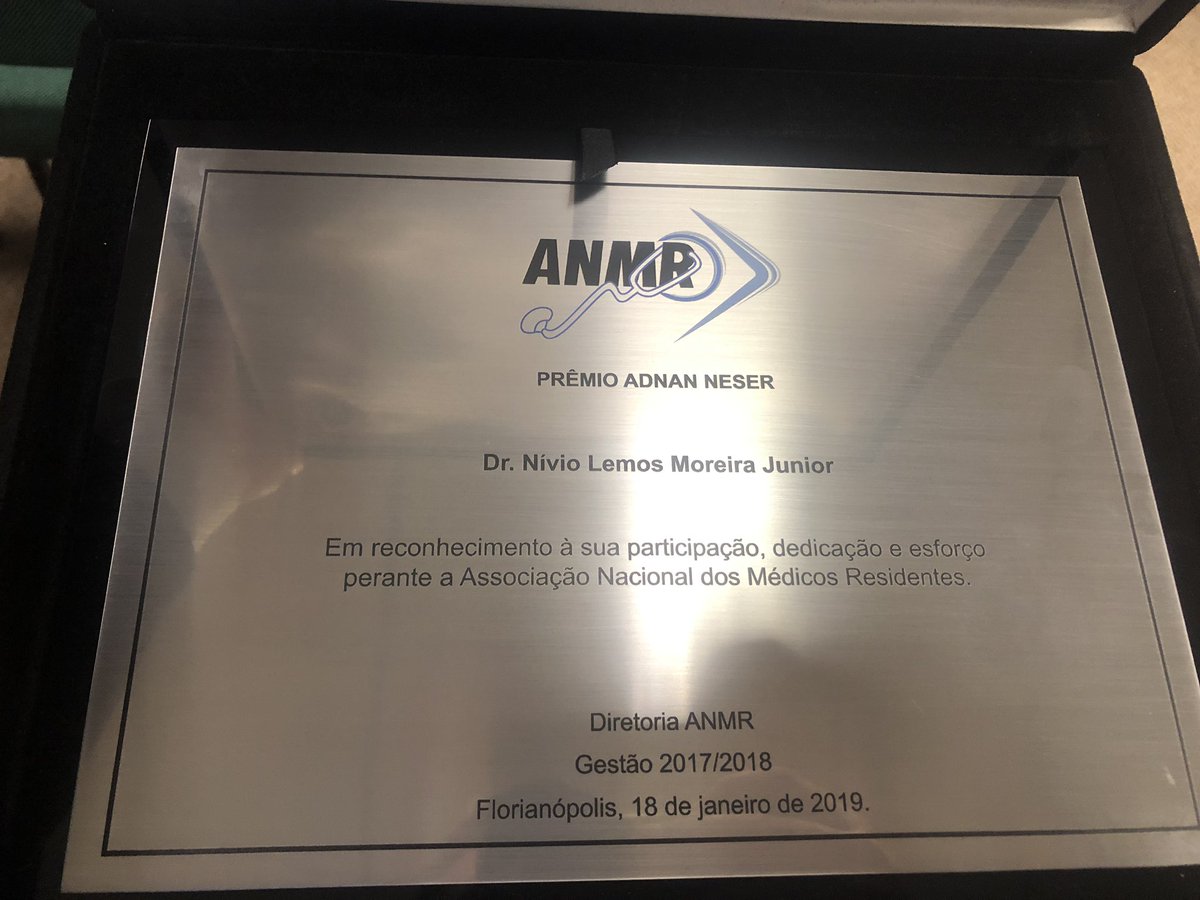 ANMR
PRÊMIO ADNAN NESER
Dr. Nívio Lemos Moreira Junior
Em reconhecimento à sua participação, dedicação e esforço
perante a Associação Nacional dos Médicos Residentes.
Diretoria ANMR
Gestão 2017/2018
Florianópolis, 18 de janeiro de 2019.